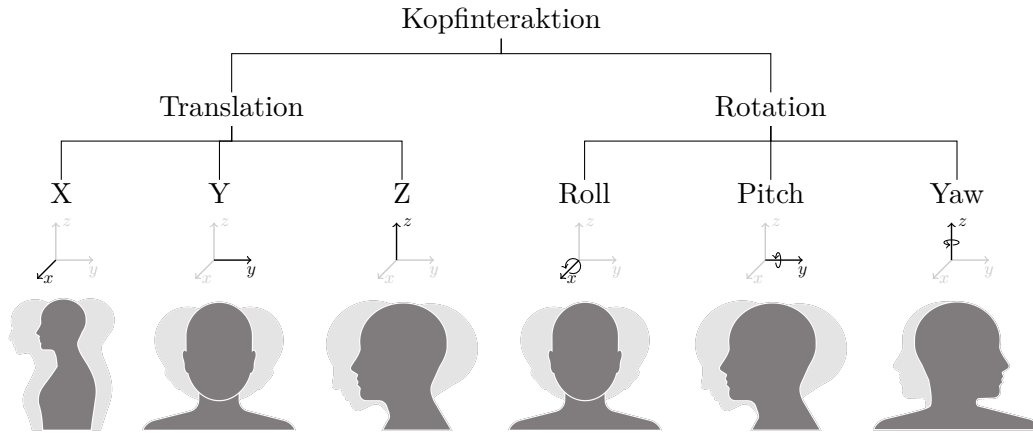 Kopfinteraktion
Translation Rotation
X Y Z Roll Pitch Yaw
z z z z z z
y y y y y y
x x x x x x